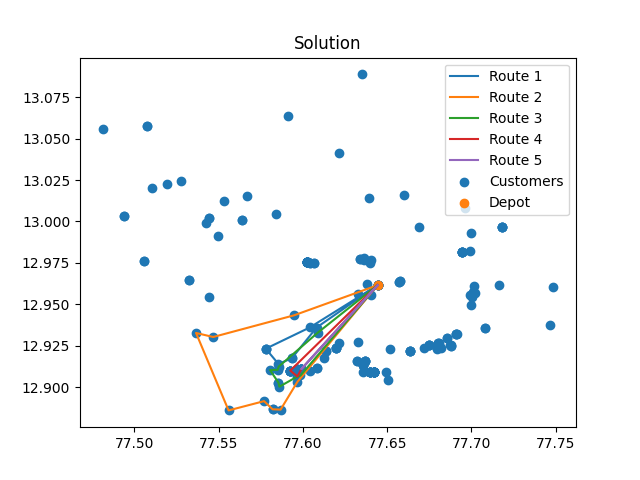 Solution
Route 1
Route 2
Route 3
Route 4
Route 5
Customers
Depot
13.075
13.050
13.025
13.000
12.975
12.950
12.925
12.900
77.50 77.55 77.60 77.65 77.70 77.75